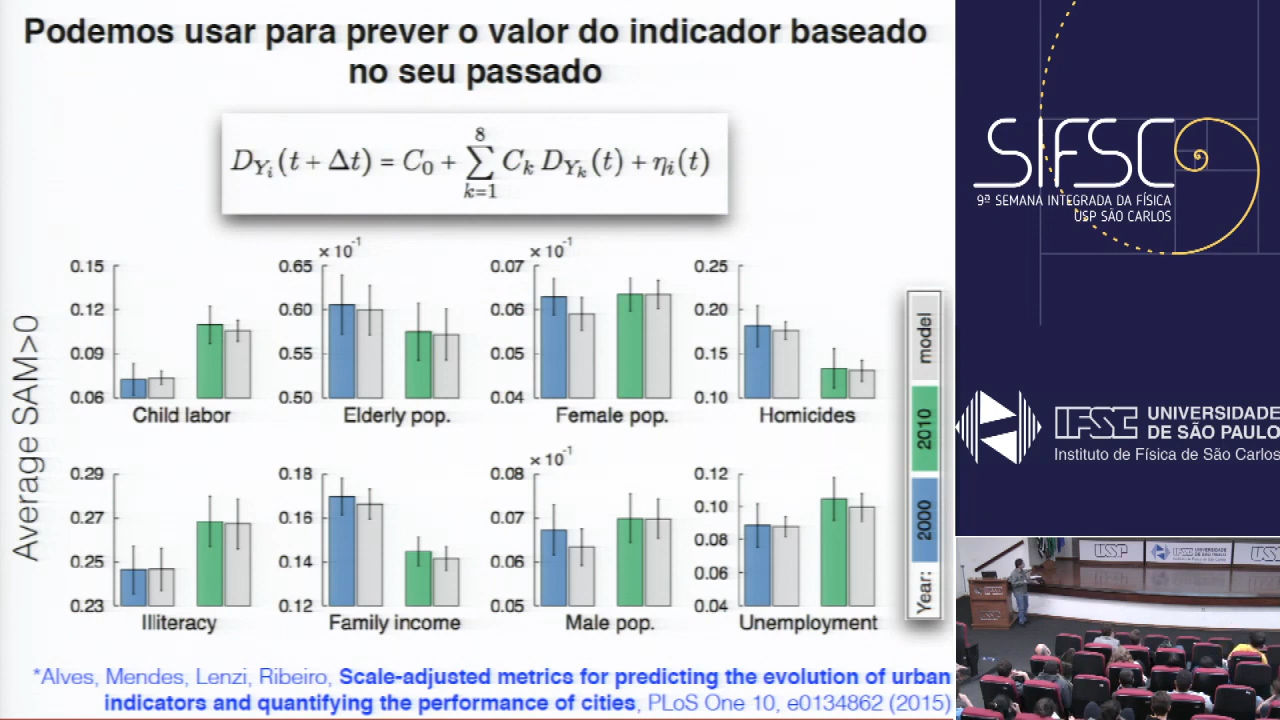 Podemos usar para prever o valor do indicador baseado
no seu passado
D_{Y_i}(t + Δt) = C_0 + \sum_{k=1}^{8} C_k D_{Y_k}(t) + η_i(t)
Average SAM>0
0.15
0.12
0.09
0.06
Child labor
× 10^-1
0.65
0.60
0.55
0.50
Elderly pop.
× 10^-1
0.07
0.06
0.05
0.04
Female pop.
0.25
0.20
0.15
0.10
Homicides
0.29
0.27
0.25
0.23
Illiteracy
0.18
0.16
0.14
0.12
Family income
× 10^-1
0.08
0.07
0.06
0.05
Male pop.
0.12
0.10
0.08
0.06
0.04
Unemployment
Year: 2000 2010 model
*Alves, Mendes, Lenzi, Ribeiro, Scale-adjusted metrics for predicting the evolution of urban
indicators and quantifying the performance of cities, PLoS One 10, e0134862 (2015)
SIFSC
9ª SEMANA INTEGRADA DA FÍSICA
USP SÃO CARLOS
IFSC UNIVERSIDADE
DE SÃO PAULO
Instituto de Física de São Carlos
USP
IFSC UNIVERSIDADE
DE SÃO PAULO